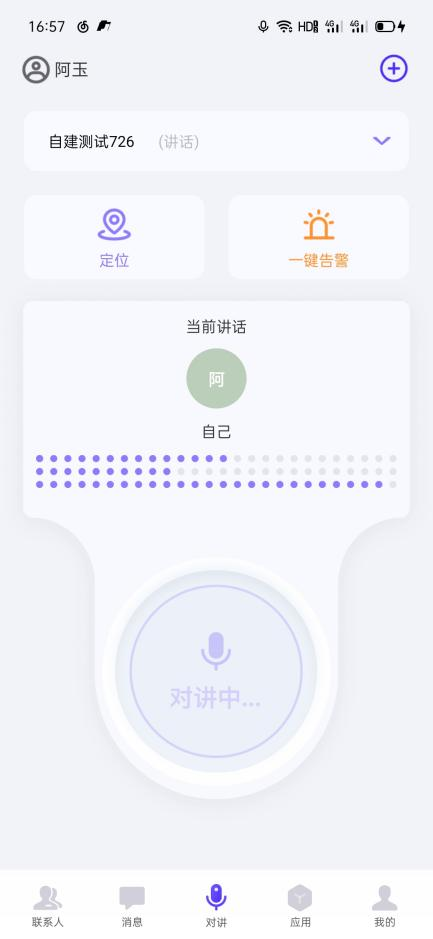 16:57
HD
4G
4G
阿玉
自建测试726 (讲话)
定位
一键告警
当前讲话
阿
自己
对讲中...
联系人
消息
对讲
应用
我的